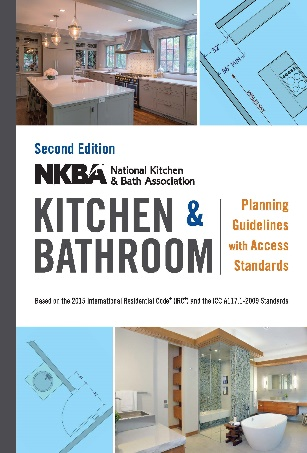 Second Edition
NKBA National Kitchen
& Bath Association
KITCHEN &
BATHROOM
Planning
Guidelines
with Access
Standards
Based on the 2015 International Residential Code® (IRC®) and the ICC A117.1-2009 Standards